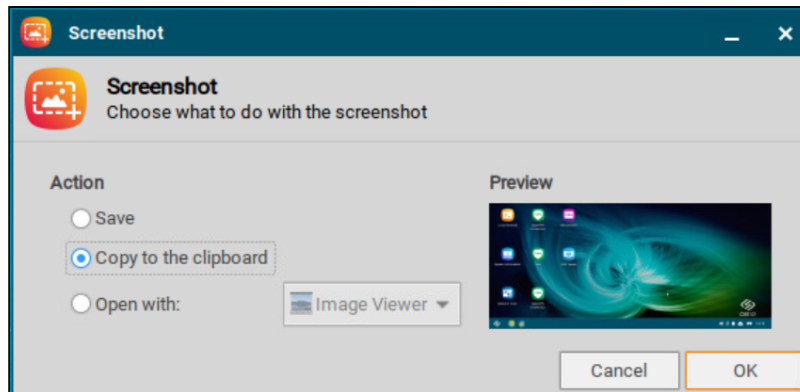 Screenshot
Screenshot
Choose what to do with the screenshot
Action
Save
Copy to the clipboard
Open with:
Image Viewer
Preview
Cancel
OK